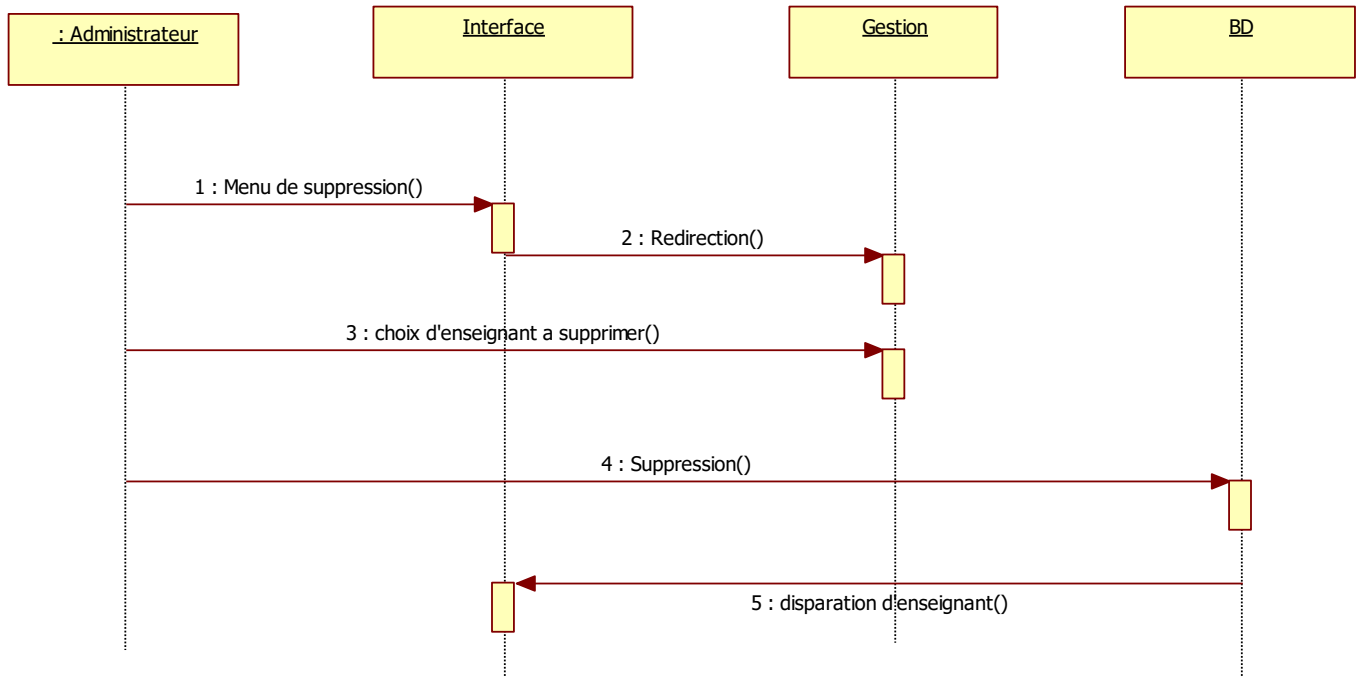 : Administrateur
Interface
Gestion
BD
1 : Menu de suppression()
2 : Redirection()
3 : choix d'enseignant a supprimer()
4 : Suppression()
5 : disparation d'enseignant()